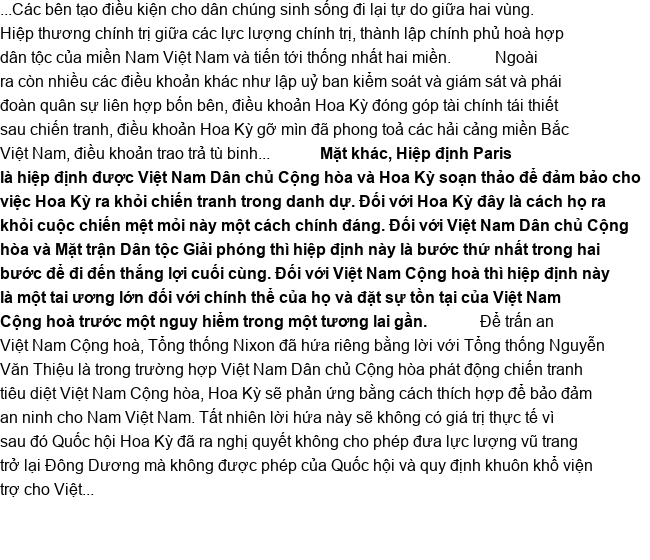 ...Các bên tạo điều kiện cho dân chúng sinh sống đi lại tự do giữa hai vùng.
Hiệp thương chính trị giữa các lực lượng chính trị, thành lập chính phủ hoà hợp
dân tộc của miền Nam Việt Nam và tiến tới thống nhất hai miền. Ngoài
ra còn nhiều các điều khoản khác như lập uỷ ban kiểm soát và giám sát và phái
đoàn quân sự liên hợp bốn bên, điều khoản Hoa Kỳ đóng góp tài chính tái thiết
sau chiến tranh, điều khoản Hoa Kỳ gỡ mìn đã phong toả các hải cảng miền Bắc
Việt Nam, điều khoản trao trả tù binh... Mặt khác, Hiệp định Paris
là hiệp định được Việt Nam Dân chủ Cộng hòa và Hoa Kỳ soạn thảo để đảm bảo cho
việc Hoa Kỳ ra khỏi chiến tranh trong danh dự. Đối với Hoa Kỳ đây là cách họ ra
khỏi cuộc chiến mệt mỏi này một cách chính đáng. Đối với Việt Nam Dân chủ Cộng
hòa và Mặt trận Dân tộc Giải phóng thì hiệp định này là bước thứ nhất trong hai
bước để đi đến thắng lợi cuối cùng. Đối với Việt Nam Cộng hoà thì hiệp định này
là một tai ương lớn đối với chính thể của họ và đặt sự tồn tại của Việt Nam
Cộng hoà trước một nguy hiểm trong một tương lai gần. Để trấn an
Việt Nam Cộng hoà, Tổng thống Nixon đã hứa riêng bằng lời với Tổng thống Nguyễn
Văn Thiệu là trong trường hợp Việt Nam Dân chủ Cộng hòa phát động chiến tranh
tiêu diệt Việt Nam Cộng hòa, Hoa Kỳ sẽ phản ứng bằng cách thích hợp để bảo đảm
an ninh cho Nam Việt Nam. Tất nhiên lời hứa này sẽ không có giá trị thực tế vì
sau đó Quốc hội Hoa Kỳ đã ra nghị quyết không cho phép đưa lực lượng vũ trang
trở lại Đông Dương mà không được phép của Quốc hội và quy định khuôn khổ viện
trợ cho Việt...